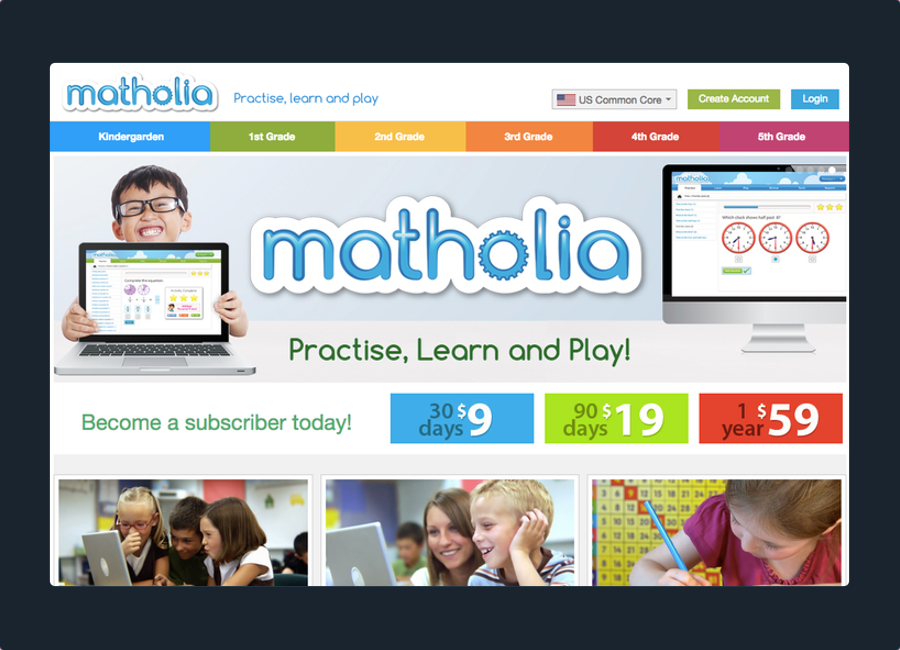 matholia
Practise, learn and play
US Common Core
Create Account
Login
Kindergarden
1st Grade
2nd Grade
3rd Grade
4th Grade
5th Grade
matholia
matholia
Which clock shows half past 8?
matholia
Complete the equation
Practise, Learn and Play!
Become a subscriber today!
30 days $9
90 days $19
1 year $59